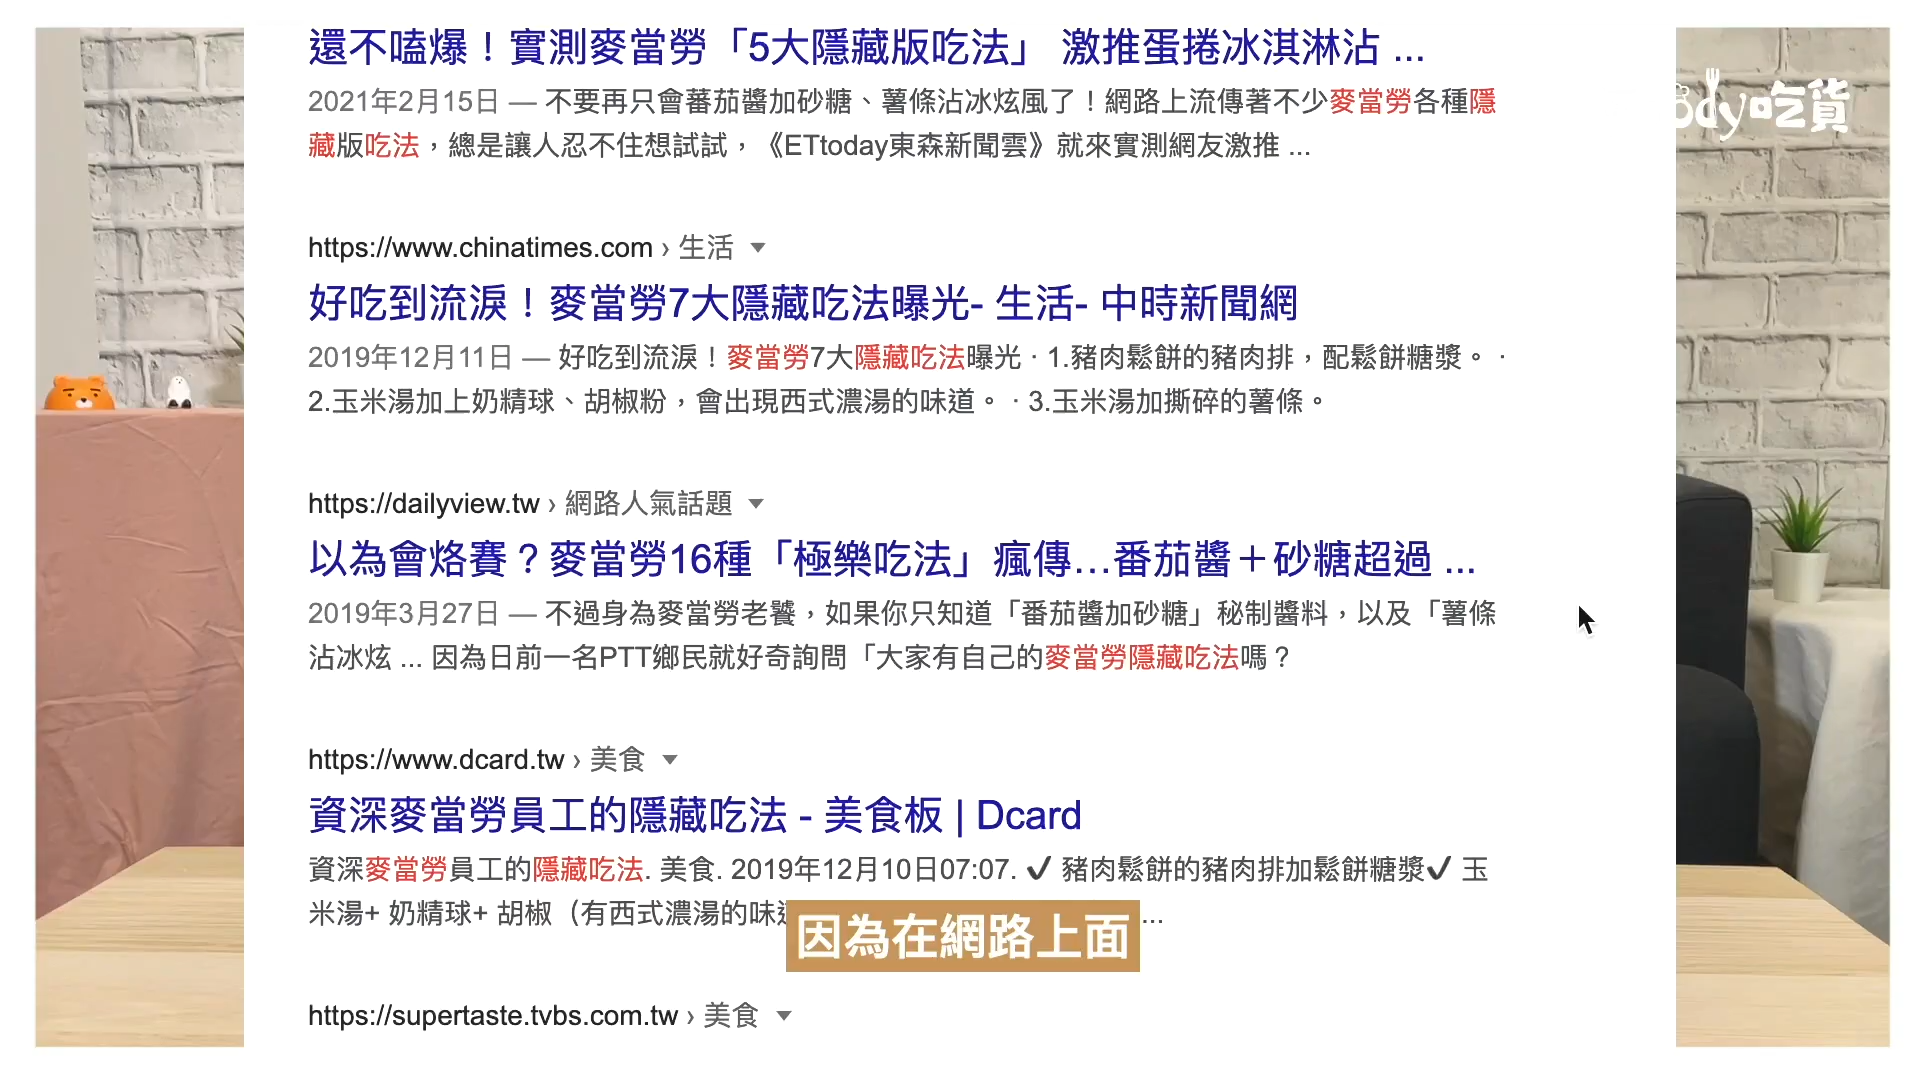 還不嗑爆！實測麥當勞「5大隱藏版吃法」 激推蛋捲冰淇淋沾 ...
2021年2月15日 — 不要再只會蕃茄醬加砂糖、薯條沾冰炫風了！網路上流傳著不少麥當勞各種隱
藏版吃法，總是讓人忍不住想試試，《ETtoday東森新聞雲》就來實測網友激推 ...
吃貨
https://www.chinatimes.com › 生活
好吃到流淚！麥當勞7大隱藏吃法曝光- 生活- 中時新聞網
2019年12月11日 — 好吃到流淚！麥當勞7大隱藏吃法曝光 · 1.豬肉鬆餅的豬肉排，配鬆餅糖漿。 ·
2.玉米湯加上奶精球、胡椒粉，會出現西式濃湯的味道。 · 3.玉米湯加撕碎的薯條。
https://dailyview.tw › 網路人氣話題
以為會烙賽？麥當勞16種「極樂吃法」瘋傳…番茄醬＋砂糖超過 ...
2019年3月27日 — 不過身為麥當勞老饕，如果你只知道「番茄醬加砂糖」秘制醬料，以及「薯條
沾冰炫 ... 因為日前一名PTT鄉民就好奇詢問「大家有自己的麥當勞隱藏吃法嗎？
https://www.dcard.tw › 美食
資深麥當勞員工的隱藏吃法 - 美食板 | Dcard
資深麥當勞員工的隱藏吃法. 美食. 2019年12月10日07:07. ✔ 豬肉鬆餅的豬肉排加鬆餅糖漿✔ 玉
米湯+ 奶精球+ 胡椒（有西式濃湯的味 ...
因為在網路上面
https://supertaste.tvbs.com.tw › 美食